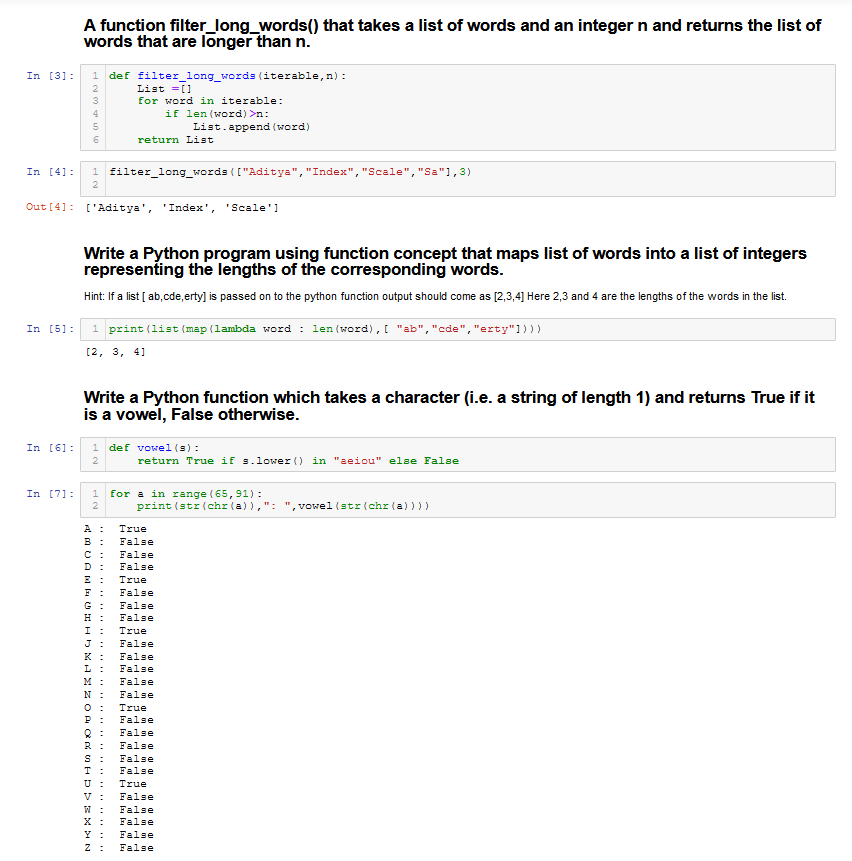 A function filter_long_words() that takes a list of words and an integer n and returns the list of
words that are longer than n.
In [3]:
1 def filter_long_words(iterable,n):
2     List =[]
3     for word in iterable:
4         if len(word)>n:
5             List.append(word)
6     return List
In [4]:
1 filter_long_words(["Aditya","Index","Scale","Sa"],3)
2
Out[4]: ['Aditya', 'Index', 'Scale']
Write a Python program using function concept that maps list of words into a list of integers
representing the lengths of the corresponding words.
Hint: If a list [ ab,cde,erty] is passed on to the python function output should come as [2,3,4] Here 2,3 and 4 are the lengths of the words in the list.
In [5]:
1 print(list(map(lambda word : len(word),[ "ab","cde","erty"])))
[2, 3, 4]
Write a Python function which takes a character (i.e. a string of length 1) and returns True if it
is a vowel, False otherwise.
In [6]:
1 def vowel(s):
2     return True if s.lower() in "aeiou" else False
In [7]:
1 for a in range(65,91):
2     print(str(chr(a)),": ",vowel(str(chr(a))))
A :  True
B :  False
C :  False
D :  False
E :  True
F :  False
G :  False
H :  False
I :  True
J :  False
K :  False
L :  False
M :  False
N :  False
O :  True
P :  False
Q :  False
R :  False
S :  False
T :  False
U :  True
V :  False
W :  False
X :  False
Y :  False
Z :  False